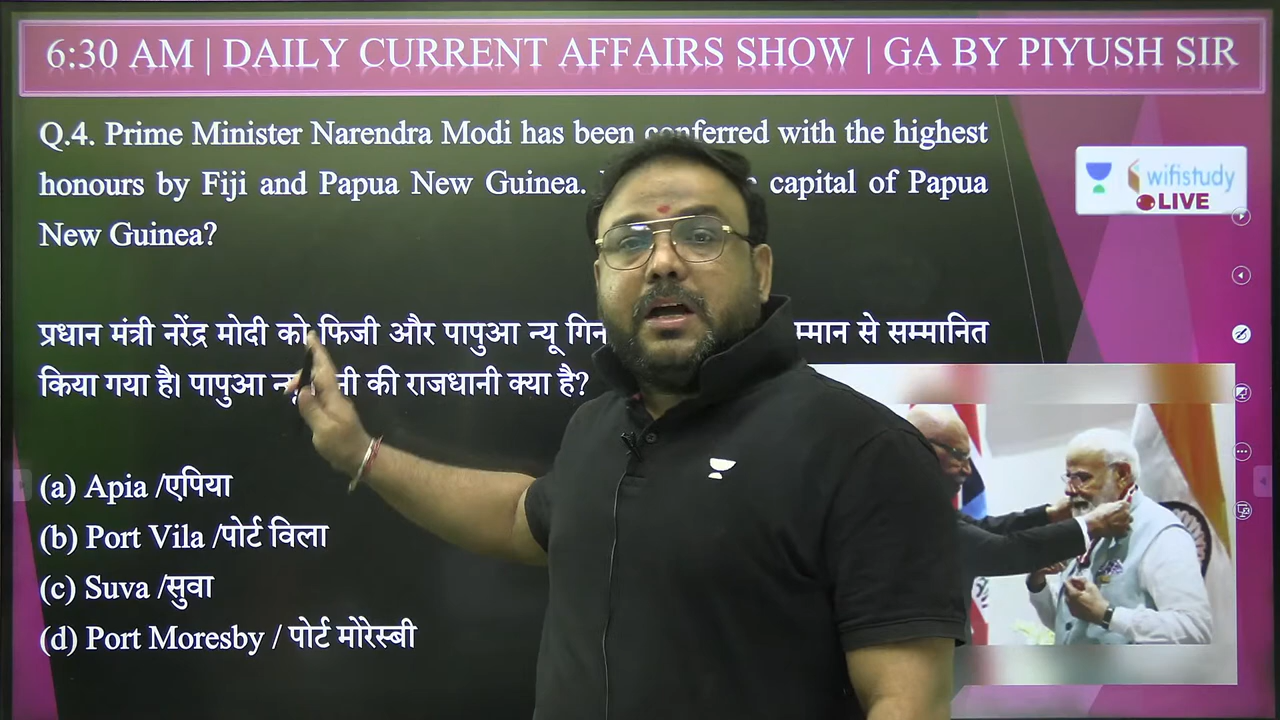 6:30 AM | DAILY CURRENT AFFAIRS SHOW | GA BY PIYUSH SIR
Q.4. Prime Minister Narendra Modi has been conferred with the highest
honours by Fiji and Papua New Guinea. capital of Papua
New Guinea?
प्रधान मंत्री नरेंद्र मोदी को फिजी और पापुआ न्यू से सम्मानित
किया गया है। पापुआ की राजधानी क्या है?
(a) Apia /एपिया
(b) Port Vila /पोर्ट विला
(c) Suva /सुवा
(d) Port Moresby / पोर्ट मोरेस्बी
wifistudy
LIVE